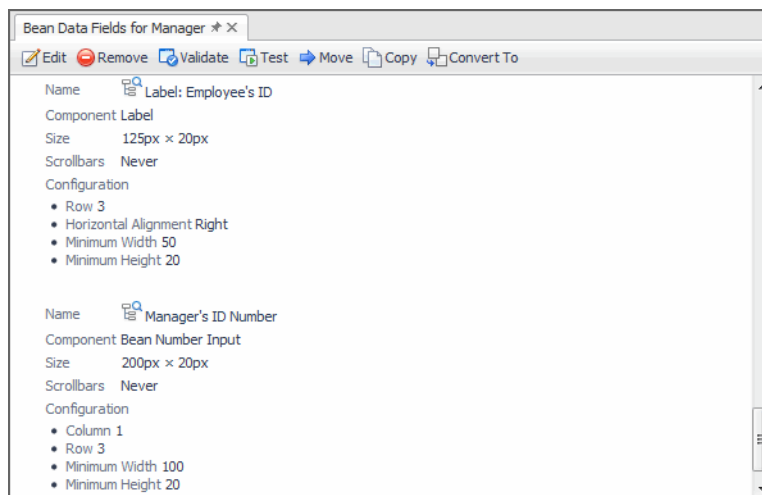 Bean Data Fields for Manager
Edit Remove Validate Test Move Copy Convert To
Name Label: Employee's ID
Component Label
Size 125px × 20px
Scrollbars Never
Configuration
• Row 3
• Horizontal Alignment Right
• Minimum Width 50
• Minimum Height 20
Name Manager's ID Number
Component Bean Number Input
Size 200px × 20px
Scrollbars Never
Configuration
• Column 1
• Row 3
• Minimum Width 100
• Minimum Height 20